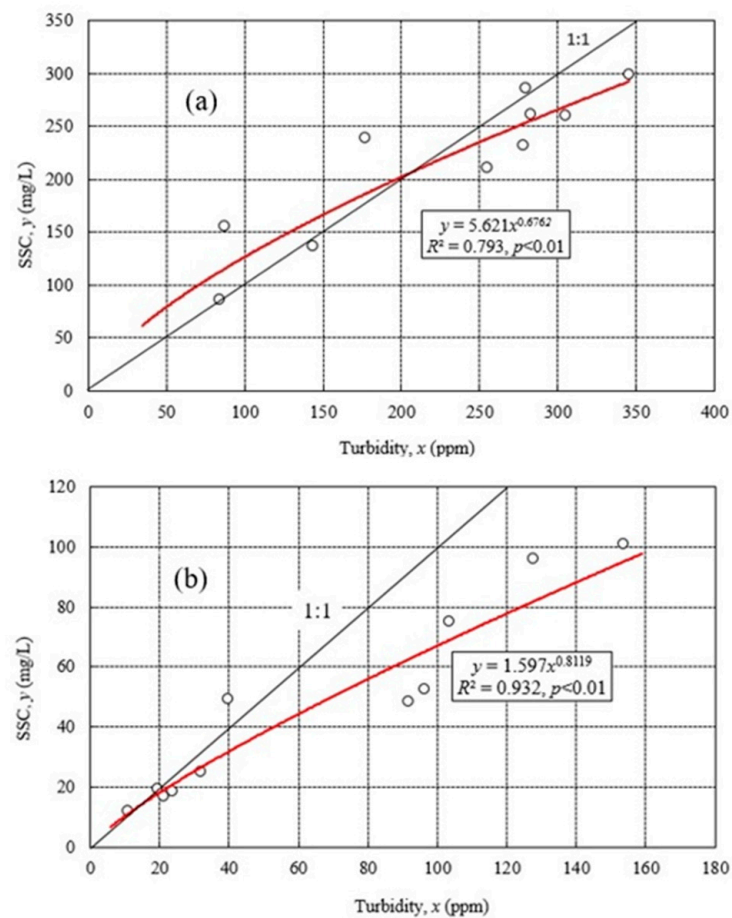 350
1:1
300
(a)
250
200
SSC, y (mg/L)
y = 5.621x^0.6762
150
R² = 0.793, p<0.01
100
50
0
0 50 100 150 200 250 300 350 400
Turbidity, x (ppm)
120
100
(b)
80
1:1
SSC, y (mg/L)
60
y = 1.597x^0.8119
R² = 0.932, p<0.01
40
20
0
0 20 40 60 80 100 120 140 160 180
Turbidity, x (ppm)